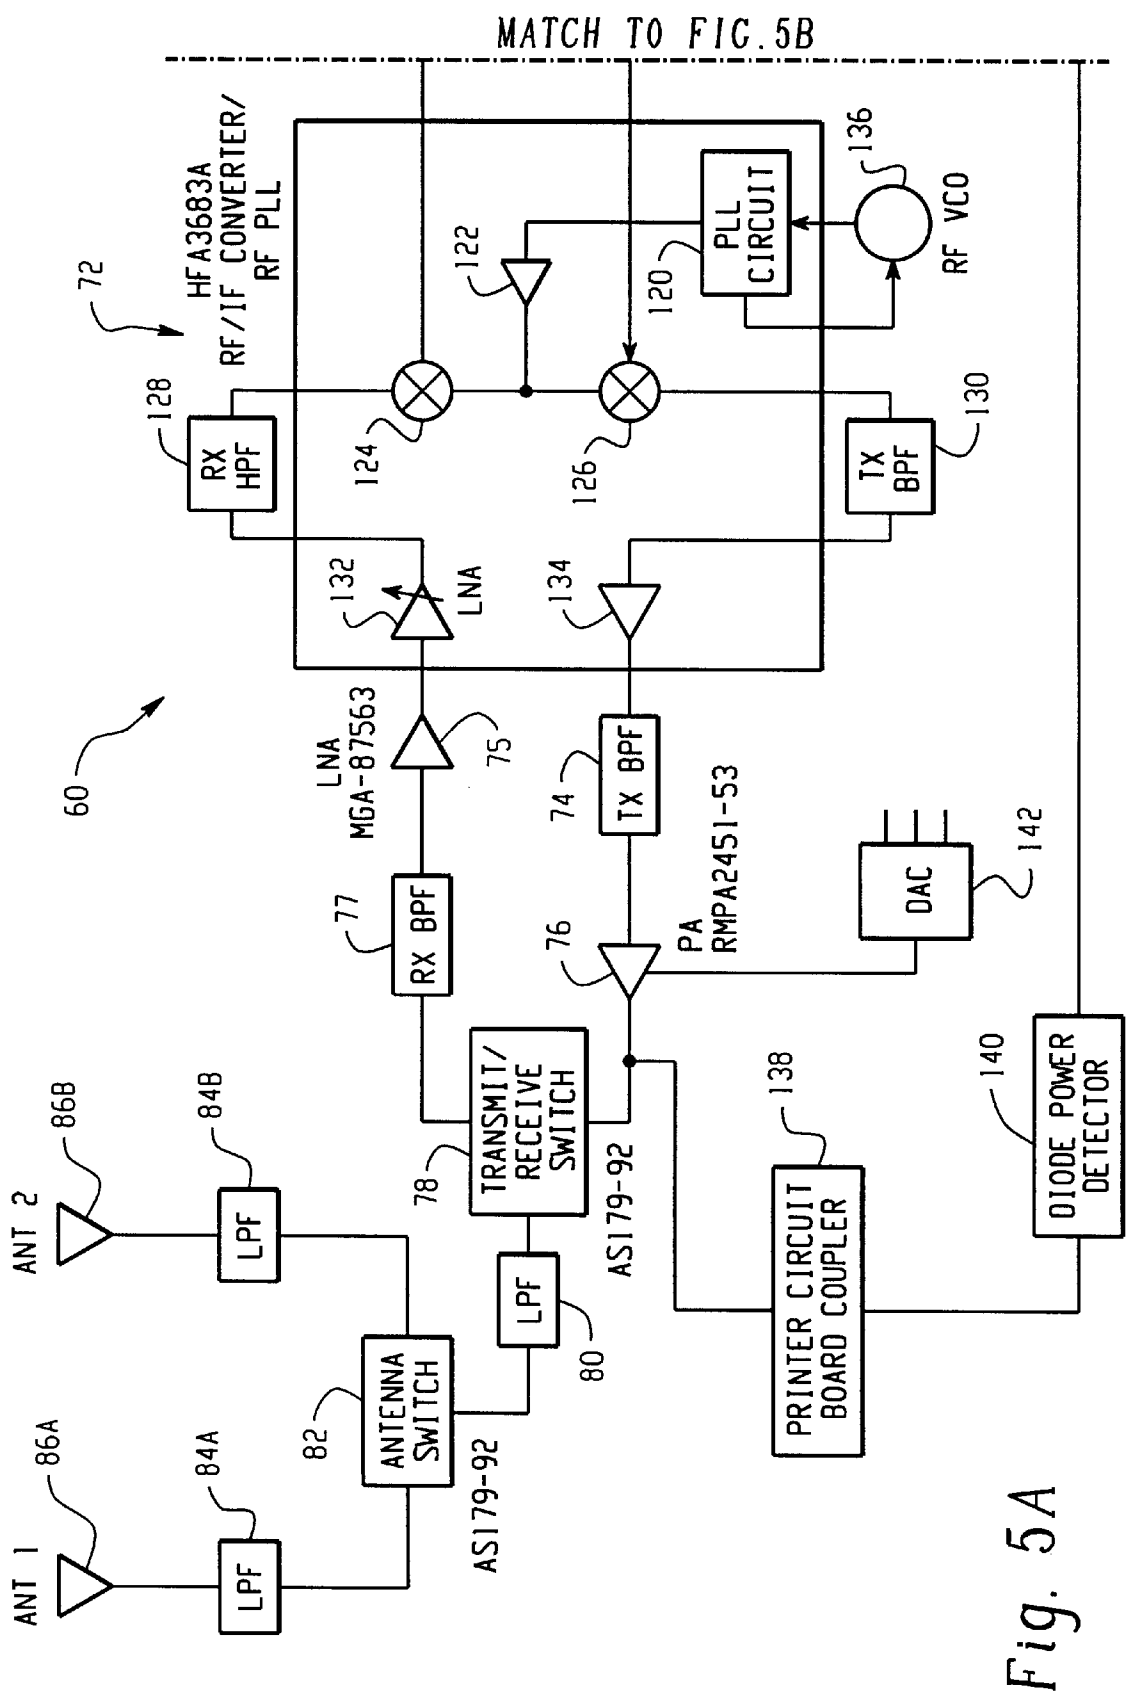 MATCH TO FIG. 5B
72
HFA3683A
RF/IF CONVERTER/
RF PLL
128
RX
HPF
124
122
126
120
PLL
CIRCUIT
136
RF VCO
130
TX
BPF
132
LNA
134
60
LNA
MGA-87563
75
74
TX BPF
77
RX BPF
76
PA
RMPA2451-53
DAC
142
78
TRANSMIT/
RECEIVE
SWITCH
AS179-92
80
LPF
ANT 2
86B
84B
LPF
82
ANTENNA
SWITCH
AS179-92
ANT 1
86A
84A
LPF
138
PRINTER CIRCUIT
BOARD COUPLER
140
DIODE POWER
DETECTOR
Fig. 5A